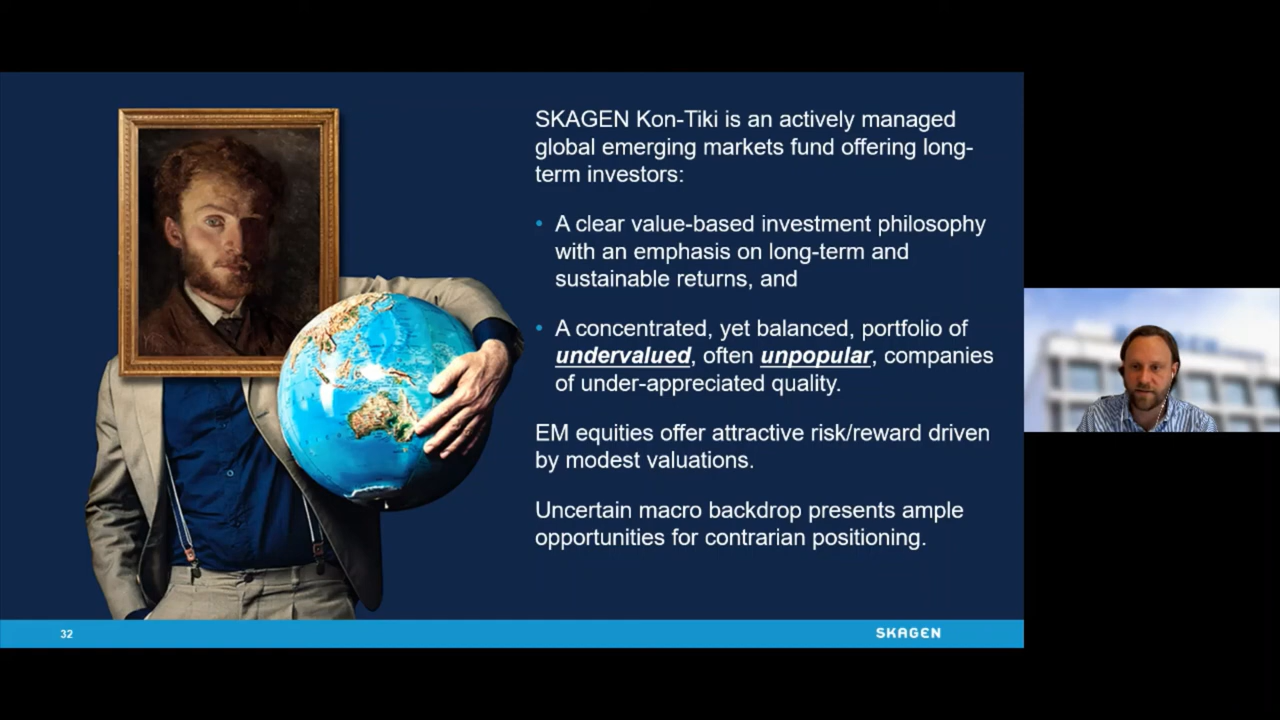 SKAGEN Kon-Tiki is an actively managed
global emerging markets fund offering long-
term investors:
• A clear value-based investment philosophy
with an emphasis on long-term and
sustainable returns, and
• A concentrated, yet balanced, portfolio of
undervalued, often unpopular, companies
of under-appreciated quality.
EM equities offer attractive risk/reward driven
by modest valuations.
Uncertain macro backdrop presents ample
opportunities for contrarian positioning.
32
SKAGEN